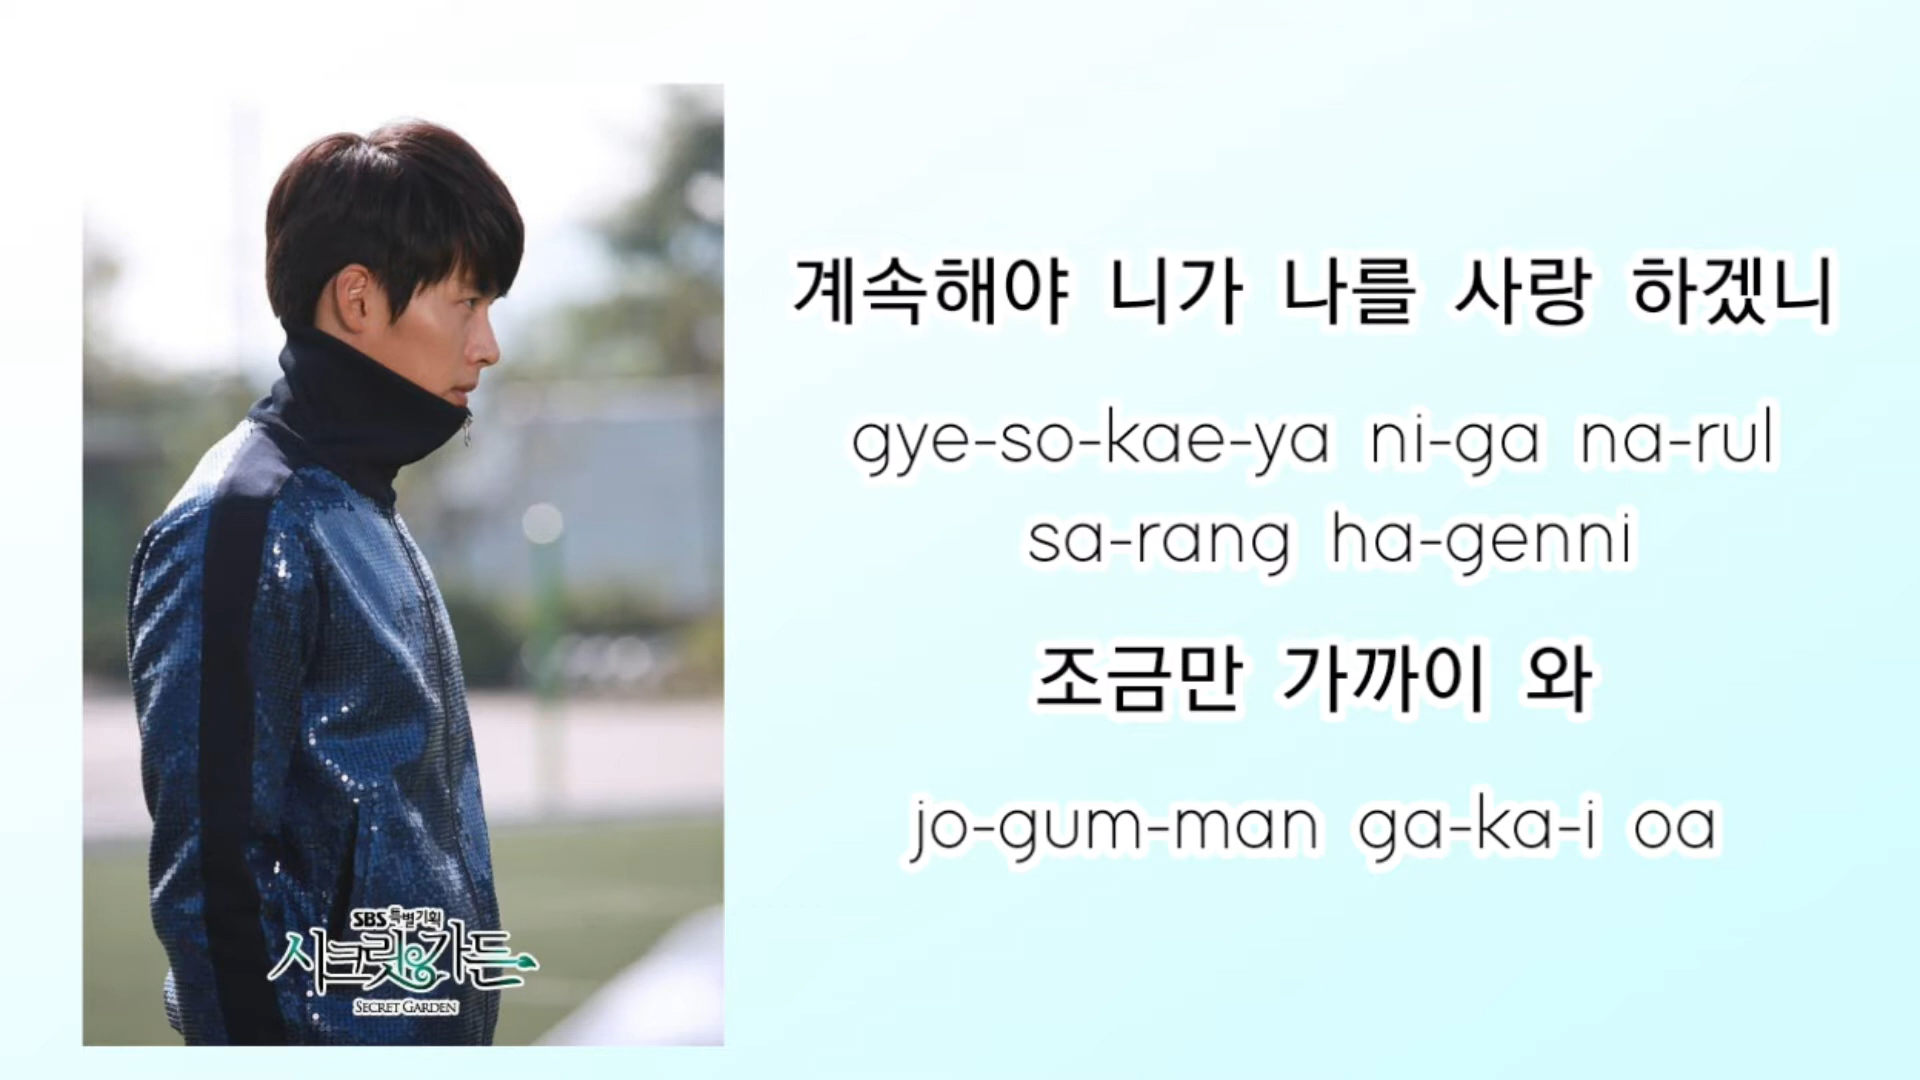 계속해야 니가 나를 사랑 하겠니
gye-so-kae-ya ni-ga na-rul
sa-rang ha-genni
조금만 가까이 와
jo-gum-man ga-ka-i oa
SBS 특별기획
시크릿가든
SECRET GARDEN